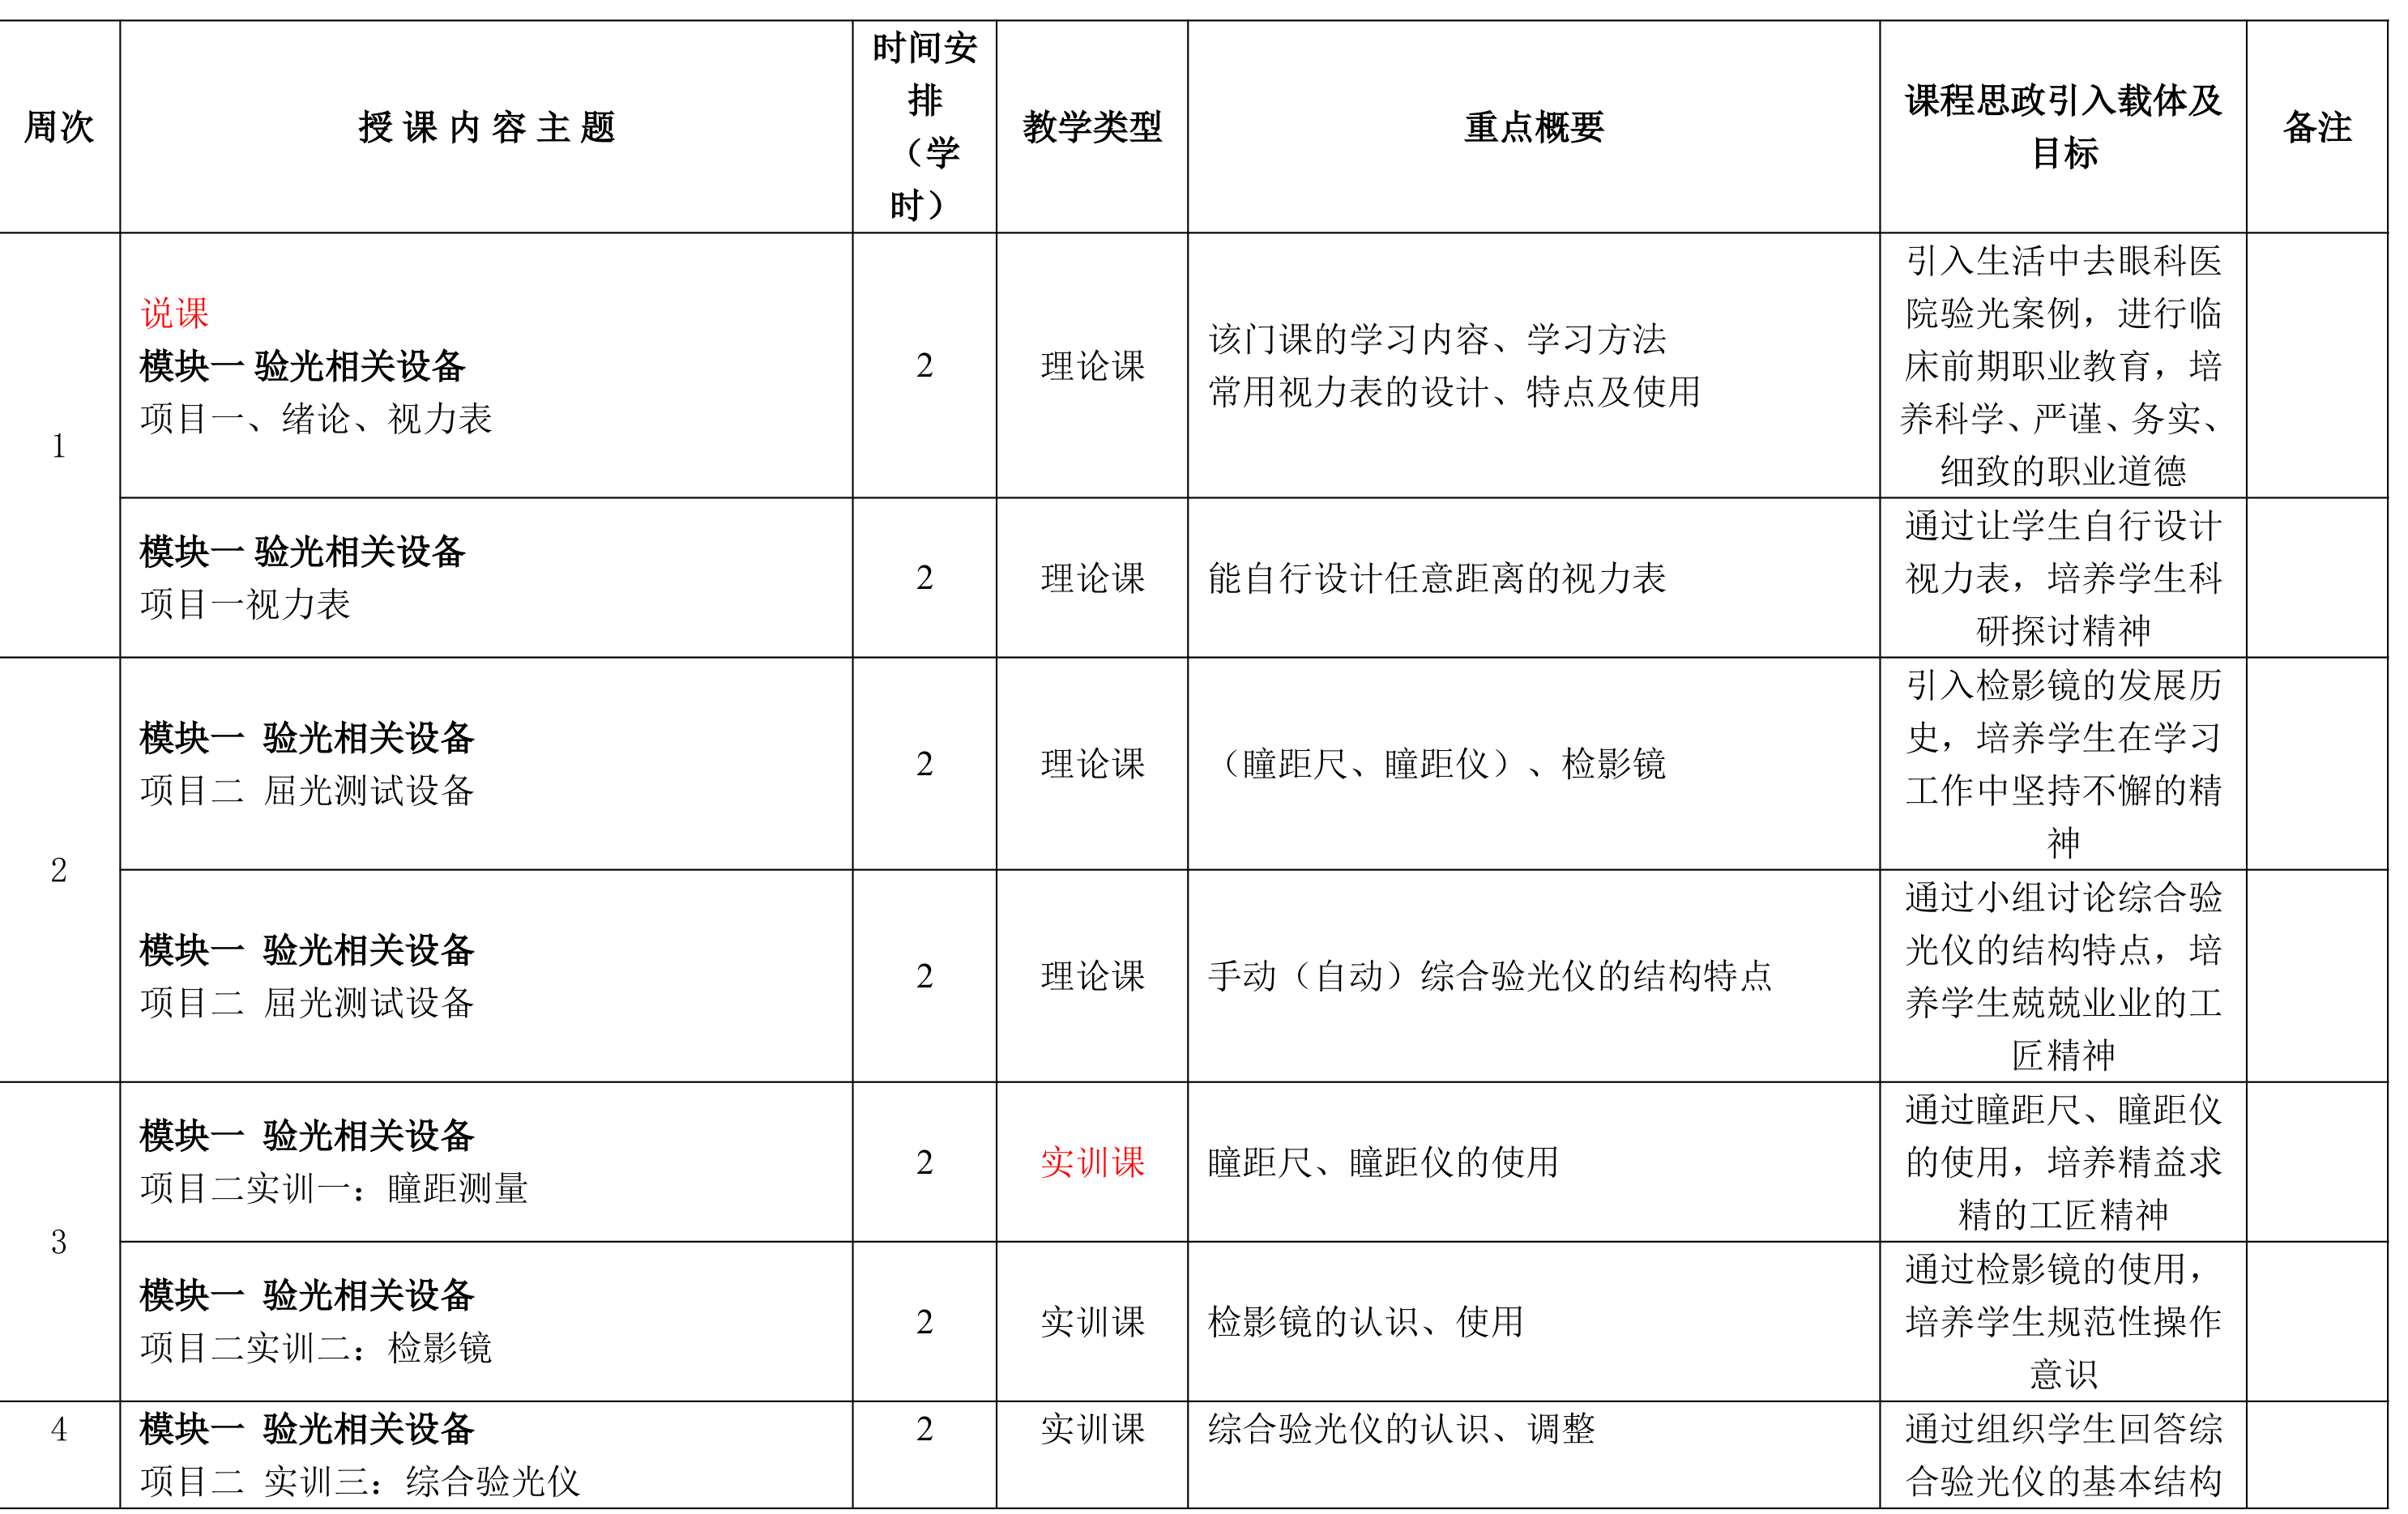 周次
授 课 内 容 主 题
时间安
排
（学
时）
教学类型
重点概要
课程思政引入载体及
目标
备注
1
说课
模块一 验光相关设备
项目一、绪论、视力表
2
理论课
该门课的学习内容、学习方法
常用视力表的设计、特点及使用
引入生活中去眼科医
院验光案例，进行临
床前期职业教育，培
养科学、严谨、务实、
细致的职业道德
模块一 验光相关设备
项目一视力表
2
理论课
能自行设计任意距离的视力表
通过让学生自行设计
视力表，培养学生科
研探讨精神
2
模块一 验光相关设备
项目二 屈光测试设备
2
理论课
（瞳距尺、瞳距仪）、检影镜
引入检影镜的发展历
史，培养学生在学习
工作中坚持不懈的精
神
模块一 验光相关设备
项目二 屈光测试设备
2
理论课
手动（自动）综合验光仪的结构特点
通过小组讨论综合验
光仪的结构特点，培
养学生兢兢业业的工
匠精神
3
模块一 验光相关设备
项目二实训一：瞳距测量
2
实训课
瞳距尺、瞳距仪的使用
通过瞳距尺、瞳距仪
的使用，培养精益求
精的工匠精神
模块一 验光相关设备
项目二实训二：检影镜
2
实训课
检影镜的认识、使用
通过检影镜的使用，
培养学生规范性操作
意识
4
模块一 验光相关设备
项目二 实训三：综合验光仪
2
实训课
综合验光仪的认识、调整
通过组织学生回答综
合验光仪的基本结构